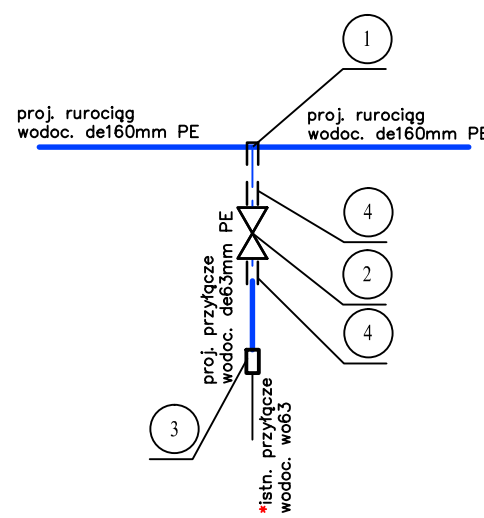 1
proj. rurociąg
wodoc. de160mm PE
proj. rurociąg
wodoc. de160mm PE
4
2
4
proj. przyłącze
wodoc. de63mm PE
3
*istn. przyłącze
wodoc. wo63